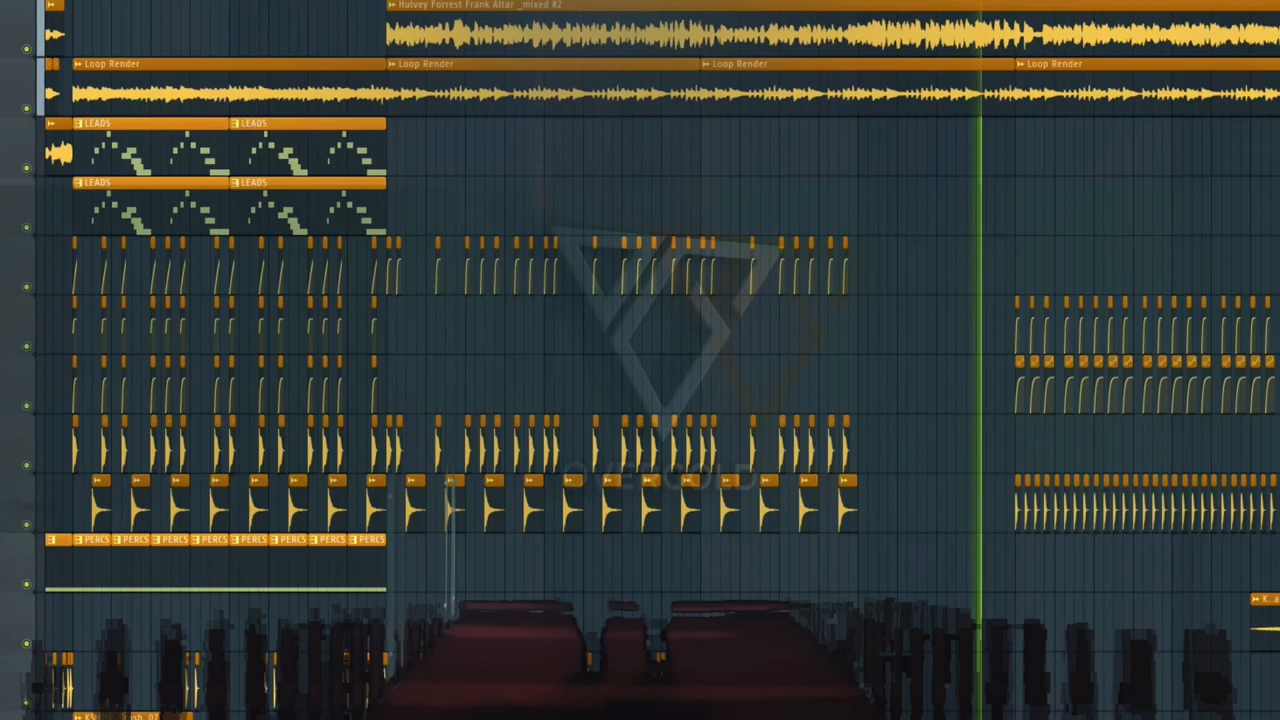 Hulvey Forrest Frank Altar _mixed #2
Loop Render Loop Render Loop Render Loop Render
LEADS LEADS
LEADS LEADS
OVERCOLD
PERCS PERCS PERCS PERCS PERCS PERCS PERCS PERCS
K..a